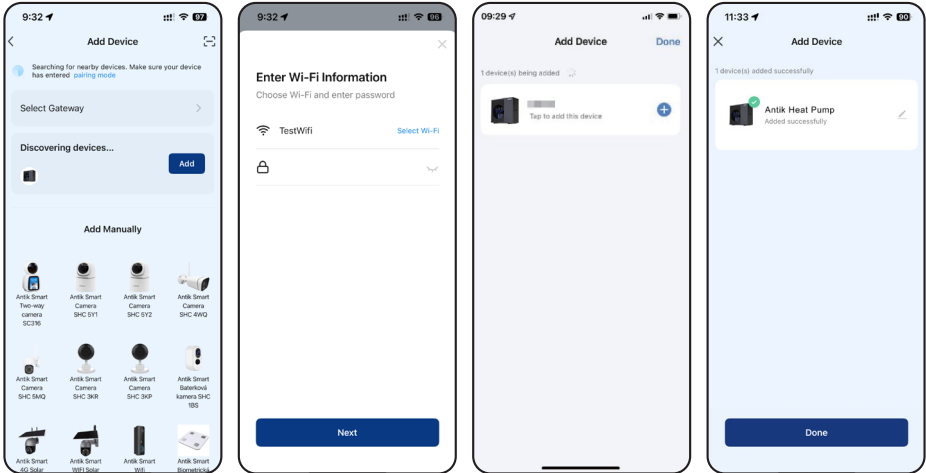 9:32
97
Add Device
Searching for nearby devices. Make sure your device
has entered pairing mode
Select Gateway
Discovering devices...
Add
Add Manually
Antik Smart
Two-way
camera
SC316
Antik Smart
Camera
SHC 5Y1
Antik Smart
Camera
SHC 5Y2
Antik Smart
Camera
SHC 4WQ
Antik Smart
Camera
SHC 5MQ
Antik Smart
Camera
SHC 3KR
Antik Smart
Camera
SHC 3KP
Antik Smart
Baterková
kamera SHC
1BS
Antik Smart
4G Solar
Antik Smart
WIFI Solar
Antik Smart
Wifi
Antik Smart
Biometrická
9:32
96
Enter Wi-Fi Information
Choose Wi-Fi and enter password
TestWifi
Select Wi-Fi
Next
09:29
Add Device
Done
1 device(s) being added
Tap to add this device
11:33
90
Add Device
1 device(s) added successfully
Antik Heat Pump
Added successfully
Done